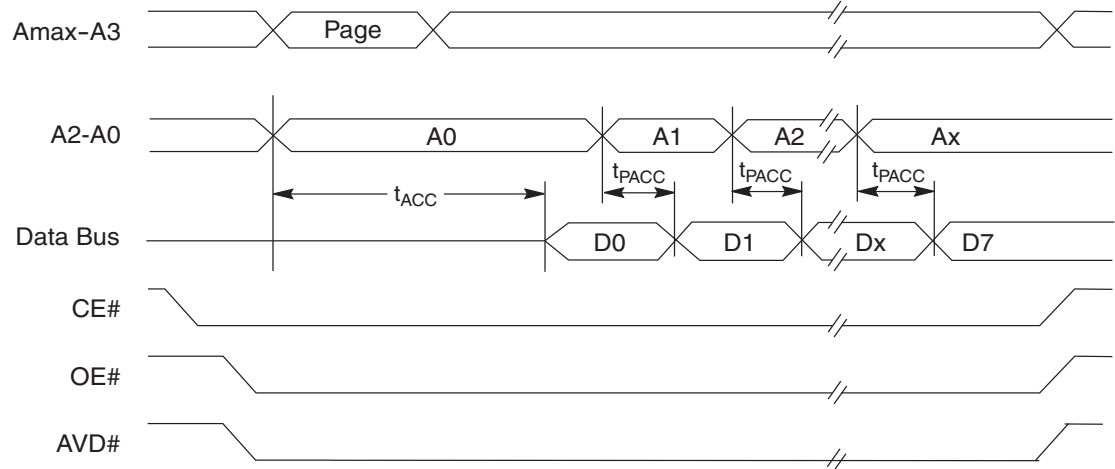 Amax-A3 Page
A2-A0 A0 A1 A2 Ax
tACC tPACC tPACC tPACC
Data Bus D0 D1 Dx D7
CE#
OE#
AVD#